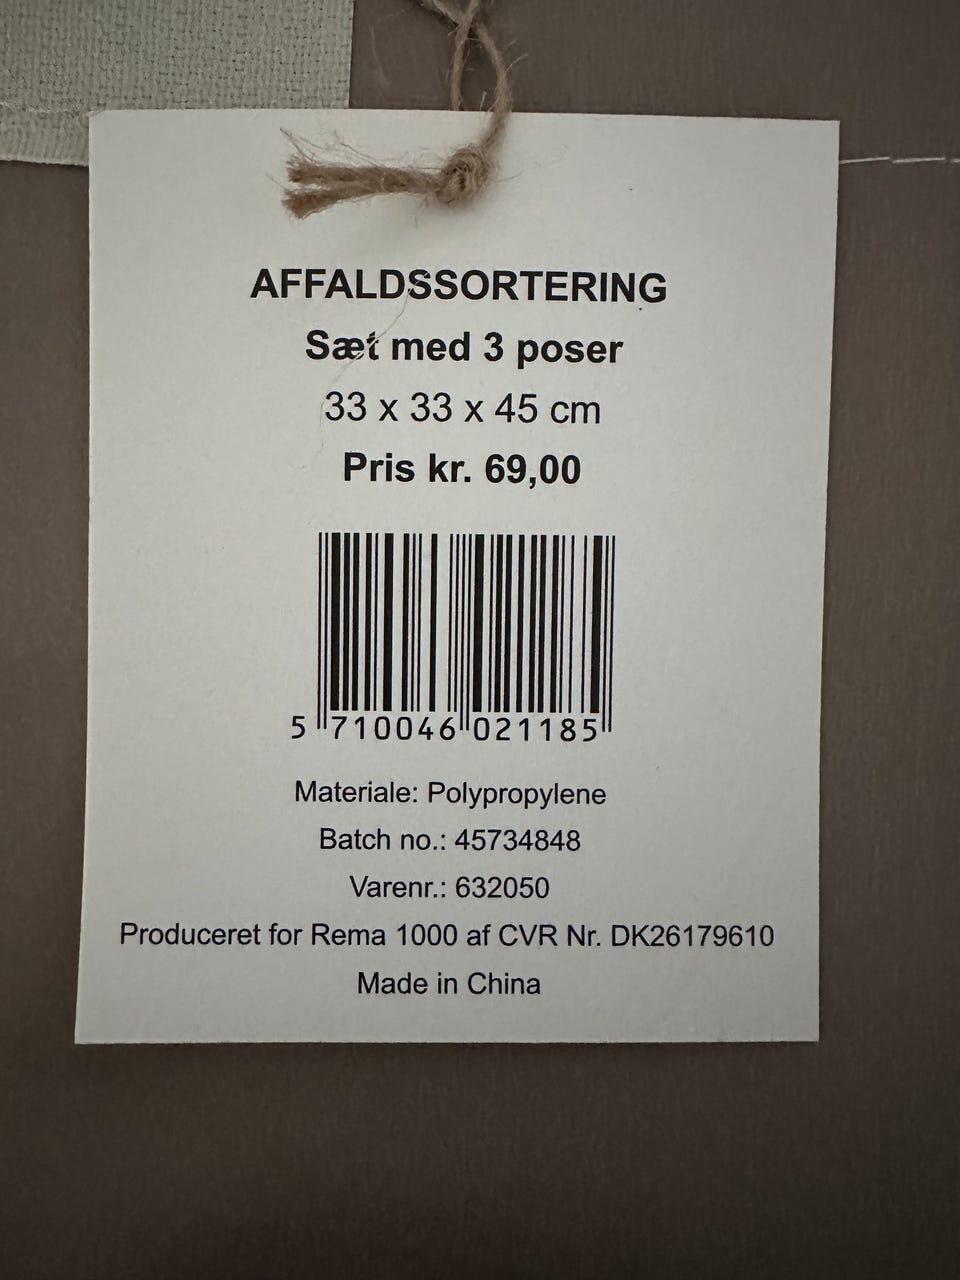 AFFALDSSORTERING
Sæt med 3 poser
33 x 33 x 45 cm
Pris kr. 69,00
5 710046 021185
Materiale: Polypropylene
Batch no.: 45734848
Varenr.: 632050
Produceret for Rema 1000 af CVR Nr. DK26179610
Made in China